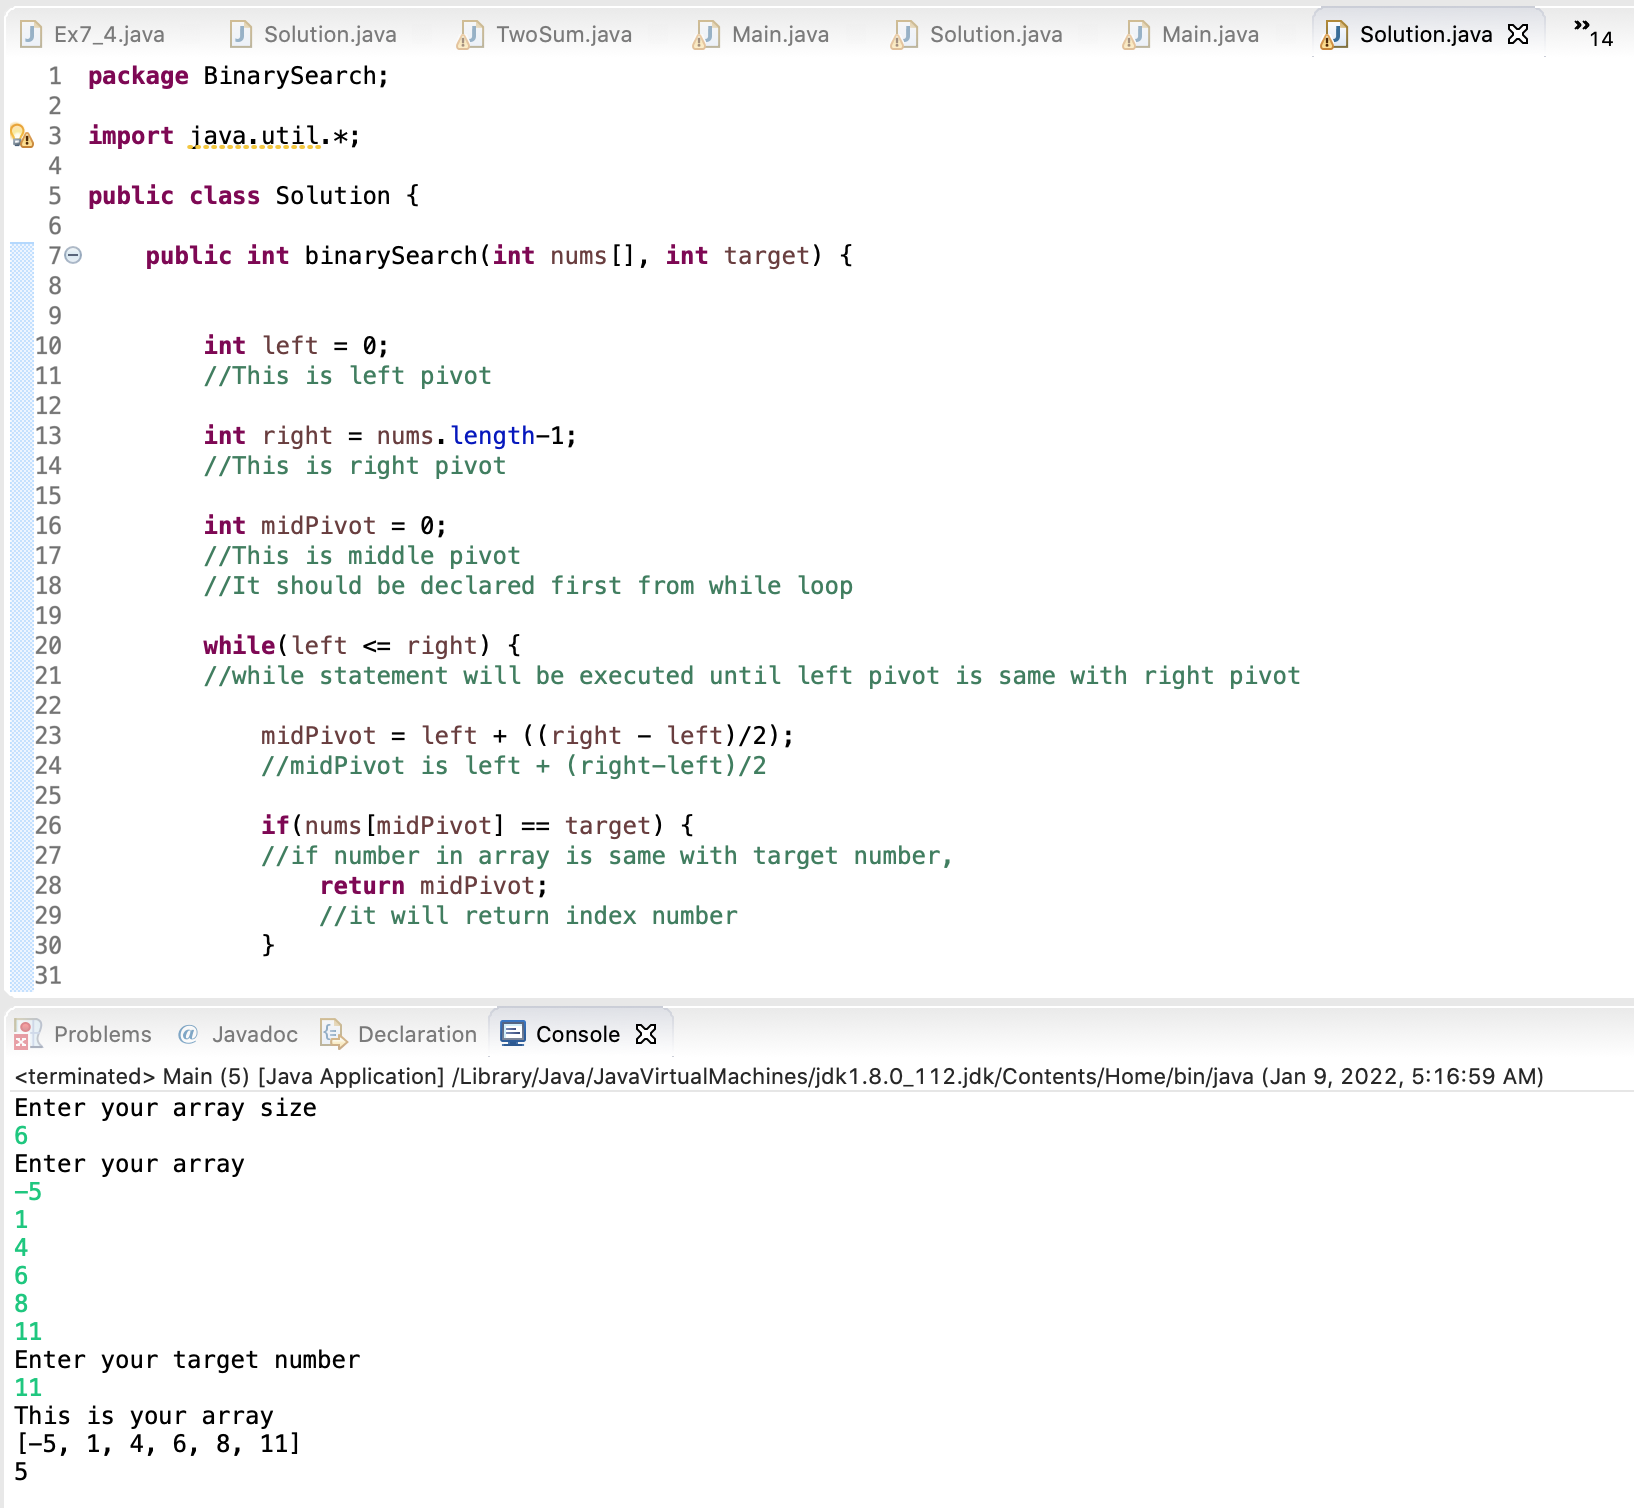 Ex7_4.java Solution.java TwoSum.java Main.java Solution.java Main.java Solution.java »14
1 package BinarySearch;
2
3 import java.util.*;
4
5 public class Solution {
6
7 public int binarySearch(int nums[], int target) {
8
9
10 int left = 0;
11 //This is left pivot
12
13 int right = nums.length-1;
14 //This is right pivot
15
16 int midPivot = 0;
17 //This is middle pivot
18 //It should be declared first from while loop
19
20 while(left <= right) {
21 //while statement will be executed until left pivot is same with right pivot
22
23 midPivot = left + ((right - left)/2);
24 //midPivot is left + (right-left)/2
25
26 if(nums[midPivot] == target) {
27 //if number in array is same with target number,
28 return midPivot;
29 //it will return index number
30 }
31
Problems @ Javadoc Declaration Console
<terminated> Main (5) [Java Application] /Library/Java/JavaVirtualMachines/jdk1.8.0_112.jdk/Contents/Home/bin/java (Jan 9, 2022, 5:16:59 AM)
Enter your array size
6
Enter your array
-5
1
4
6
8
11
Enter your target number
11
This is your array
[-5, 1, 4, 6, 8, 11]
5